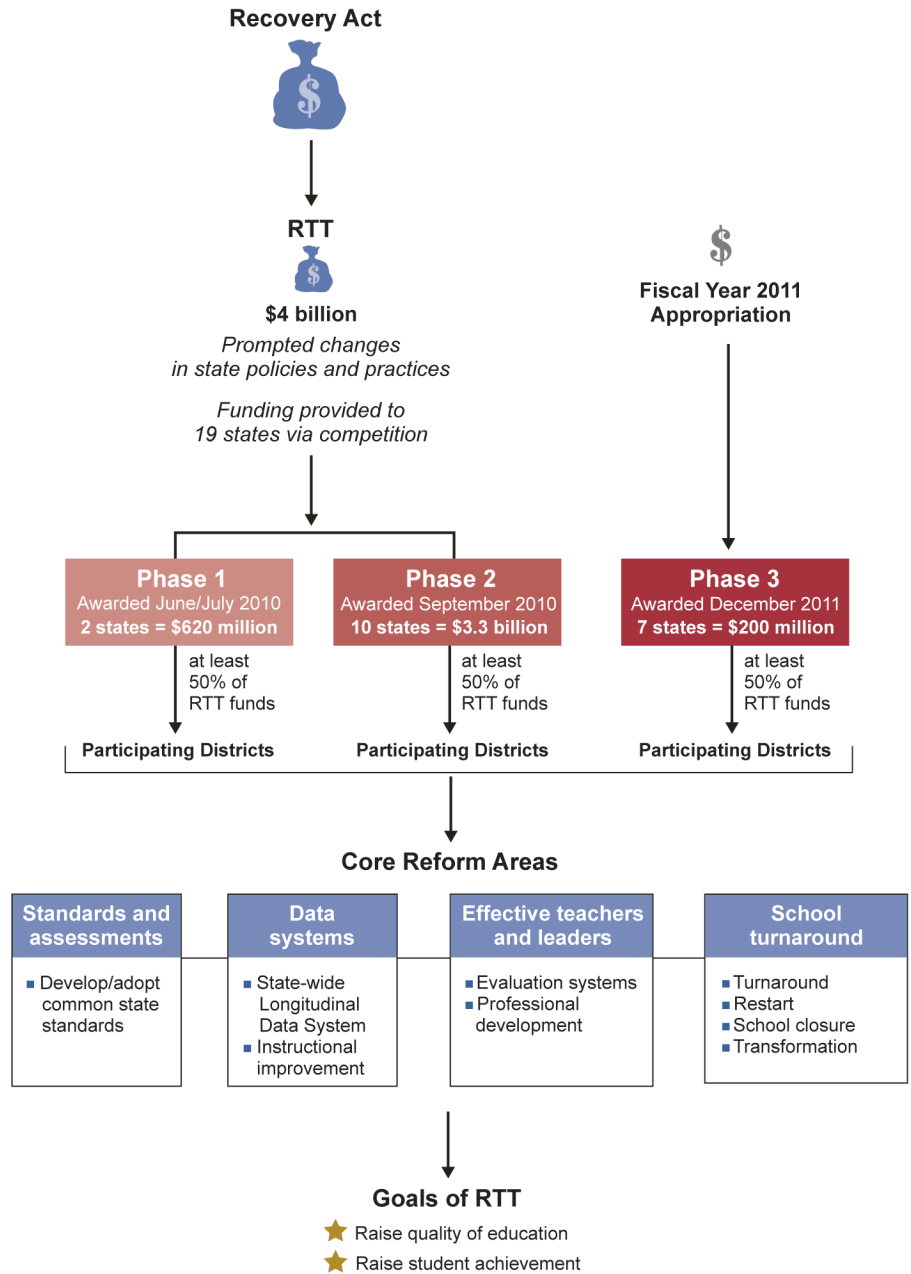 Recovery Act
$
RTT
$
$4 billion
Prompted changes
in state policies and practices
Funding provided to
19 states via competition
$
Fiscal Year 2011
Appropriation
Phase 1
Awarded June/July 2010
2 states = $620 million
Phase 2
Awarded September 2010
10 states = $3.3 billion
Phase 3
Awarded December 2011
7 states = $200 million
at least
50% of
RTT funds
at least
50% of
RTT funds
at least
50% of
RTT funds
Participating Districts
Participating Districts
Participating Districts
Core Reform Areas
Standards and
assessments
Develop/adopt
common state
standards
Data
systems
State-wide
Longitudinal
Data System
Instructional
improvement
Effective teachers
and leaders
Evaluation systems
Professional
development
School
turnaround
Turnaround
Restart
School closure
Transformation
Goals of RTT
Raise quality of education
Raise student achievement